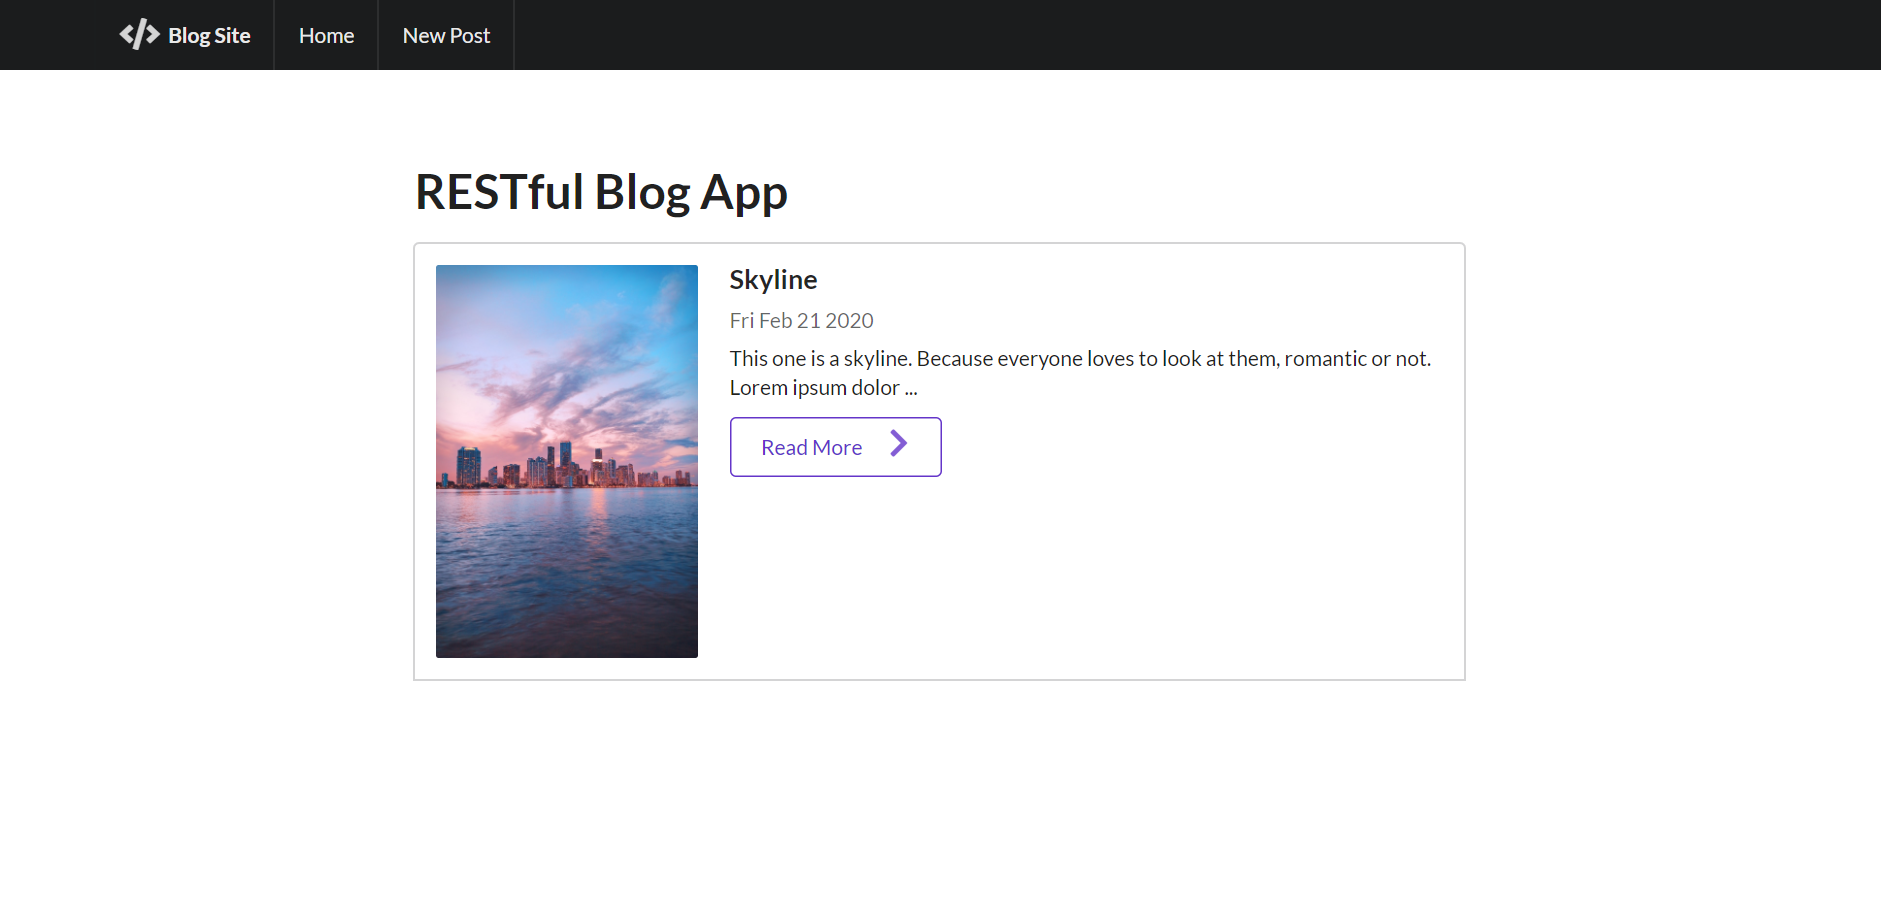 Blog Site
Home
New Post
RESTful Blog App
Skyline
Fri Feb 21 2020
This one is a skyline. Because everyone loves to look at them, romantic or not.
Lorem ipsum dolor ...
Read More